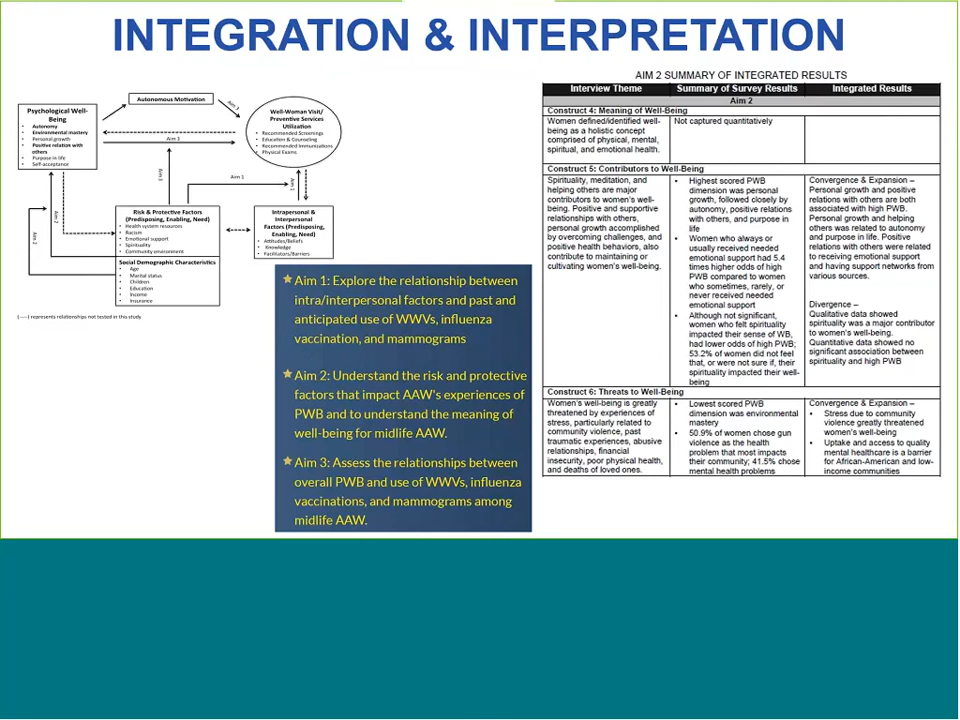 INTEGRATION & INTERPRETATION
Autonomous Motivation
Aim 3
Psychological Well-
Being
Autonomy
Environmental mastery
Personal growth
Positive relation with
others
Purpose in life
Self-acceptance
Well-Woman Visit/
Preventive Services
Utilization
Recommended Screenings
Education & Counseling
Recommended Immunizations
Physical Exams
Aim 3
Aim 3
Aim 1
Aim 1
Aim 2
Aim 2
Risk & Protective Factors
(Predisposing, Enabling, Need)
Health system resources
Racism
Emotional support
Spirituality
Community environment
Social Demographic Characteristics
Age
Marital status
Children
Education
Income
Insurance
Intrapersonal &
Interpersonal
Factors (Predisposing,
Enabling, Need)
Attitudes/Beliefs
Knowledge
Facilitators/Barriers
(----) represents relationships not tested in this study
Aim 1: Explore the relationship between
intra/interpersonal factors and past and
anticipated use of WWVs, influenza
vaccination, and mammograms
Aim 2: Understand the risk and protective
factors that impact AAW's experiences of
PWB and to understand the meaning of
well-being for midlife AAW.
Aim 3: Assess the relationships between
overall PWB and use of WWVs, influenza
vaccinations, and mammograms among
midlife AAW.
AIM 2 SUMMARY OF INTEGRATED RESULTS
Interview Theme Summary of Survey Results Integrated Results
Aim 2
Construct 4: Meaning of Well-Being
Women defined/identified well-
being as a holistic concept
comprised of physical, mental,
spiritual, and emotional health.
Not captured quantitatively
Construct 5: Contributors to Well-Being
Spirituality, meditation, and
helping others are major
contributors to women's well-
being. Positive and supportive
relationships with others,
personal growth accomplished
by overcoming challenges, and
positive health behaviors, also
contribute to maintaining or
cultivating women's well-being.
• Highest scored PWB
dimension was personal
growth, followed closely by
autonomy, positive relations
with others, and purpose in
life
• Women who always or
usually received needed
emotional support had 5.4
times higher odds of high
PWB compared to women
who sometimes, rarely, or
never received needed
emotional support
• Although not significant,
women who felt spirituality
impacted their sense of WB,
had lower odds of high PWB;
53.2% of women did not feel
that, or were not sure if, their
spirituality impacted their well-
being
Convergence & Expansion –
Personal growth and positive
relations with others are both
associated with high PWB.
Personal growth and helping
others was related to autonomy
and purpose in life. Positive
relations with others were related
to receiving emotional support
and having support networks from
various sources.
Divergence –
Qualitative data showed
spirituality was a major contributor
to women's well-being.
Quantitative data showed no
significant association between
spirituality and high PWB
Construct 6: Threats to Well-Being
Women's well-being is greatly
threatened by experiences of
stress, particularly related to
community violence, past
traumatic experiences, abusive
relationships, financial
insecurity, poor physical health,
and deaths of loved ones.
• Lowest scored PWB
dimension was environmental
mastery
• 50.9% of women chose gun
violence as the health
problem that most impacts
their community; 41.5% chose
mental health problems
Convergence & Expansion –
• Stress due to community
violence greatly threatened
women's well-being
• Uptake and access to quality
mental healthcare is a barrier
for African-American and low-
income communities